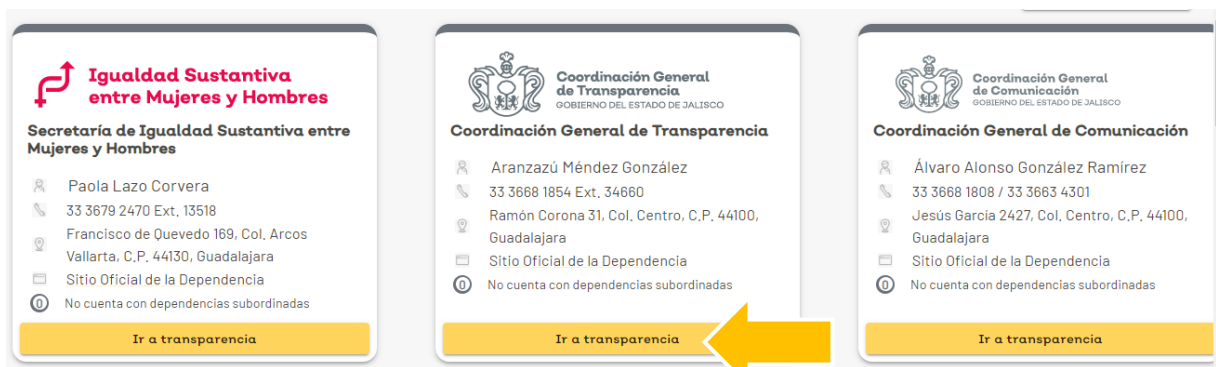 Igualdad Sustantiva
entre Mujeres y Hombres
Secretaría de Igualdad Sustantiva entre
Mujeres y Hombres
Paola Lazo Corvera
33 3679 2470 Ext. 13518
Francisco de Quevedo 169, Col. Arcos
Vallarta, C.P. 44130, Guadalajara
Sitio Oficial de la Dependencia
0 No cuenta con dependencias subordinadas
Ir a transparencia
Coordinación General
de Transparencia
GOBIERNO DEL ESTADO DE JALISCO
Coordinación General de Transparencia
Aranzazú Méndez González
33 3668 1854 Ext. 34660
Ramón Corona 31, Col. Centro, C.P. 44100,
Guadalajara
Sitio Oficial de la Dependencia
0 No cuenta con dependencias subordinadas
Ir a transparencia
Coordinación General
de Comunicación
GOBIERNO DEL ESTADO DE JALISCO
Coordinación General de Comunicación
Álvaro Alonso González Ramírez
33 3668 1808 / 33 3663 4301
Jesús García 2427, Col. Centro, C.P. 44100,
Guadalajara
Sitio Oficial de la Dependencia
0 No cuenta con dependencias subordinadas
Ir a transparencia